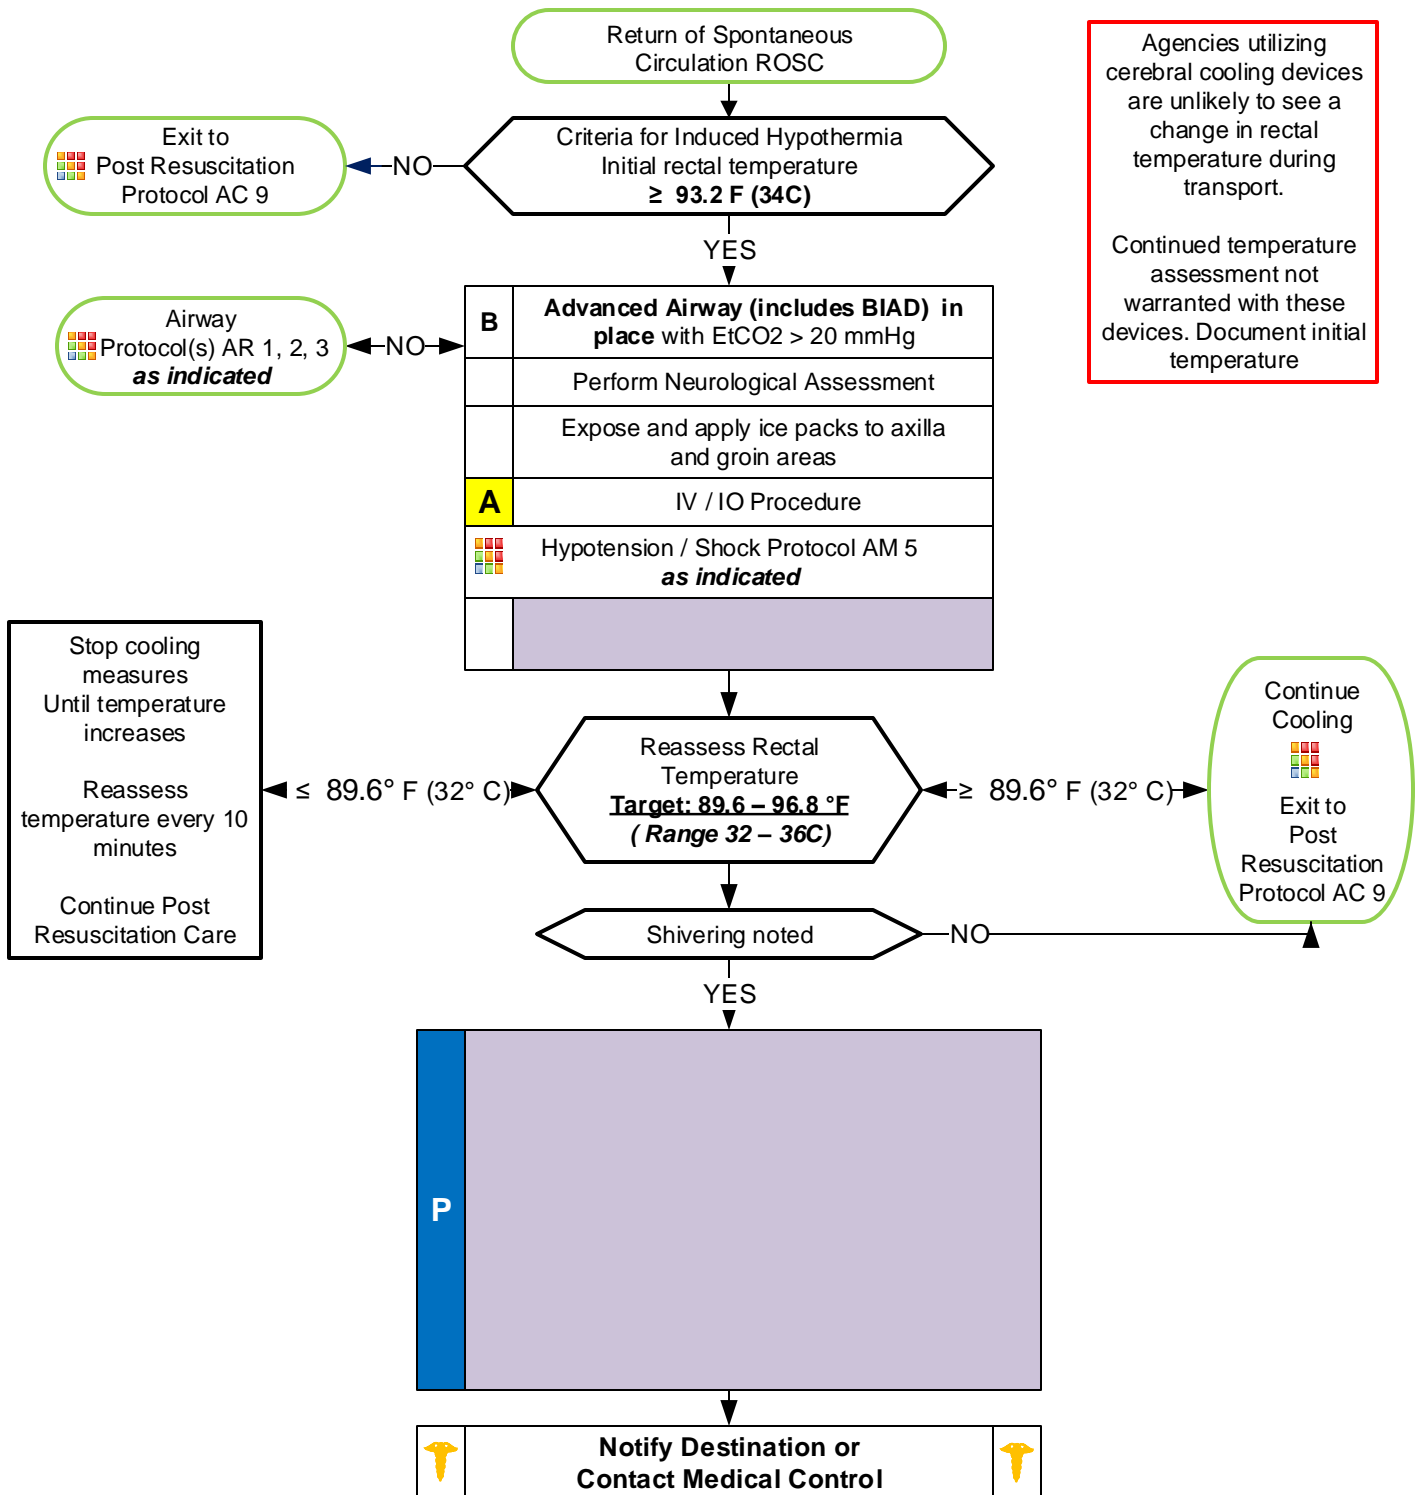 Return of Spontaneous
Circulation ROSC
Agencies utilizing
cerebral cooling devices
are unlikely to see a
change in rectal
temperature during
transport.
Continued temperature
assessment not
warranted with these
devices. Document initial
temperature
Exit to
Post Resuscitation
Protocol AC 9
NO
Criteria for Induced Hypothermia
Initial rectal temperature
≥ 93.2 F (34C)
YES
Airway
Protocol(s) AR 1, 2, 3
as indicated
NO
B
Advanced Airway (includes BIAD) in
place with EtCO2 > 20 mmHg
Perform Neurological Assessment
Expose and apply ice packs to axilla
and groin areas
A
IV / IO Procedure
Hypotension / Shock Protocol AM 5
as indicated
Stop cooling
measures
Until temperature
increases
Reassess
temperature every 10
minutes
Continue Post
Resuscitation Care
≤ 89.6° F (32° C)
Reassess Rectal
Temperature
Target: 89.6 – 96.8 °F
( Range 32 – 36C)
≥ 89.6° F (32° C)
Continue
Cooling
Exit to
Post
Resuscitation
Protocol AC 9
Shivering noted
NO
YES
P
Notify Destination or
Contact Medical Control